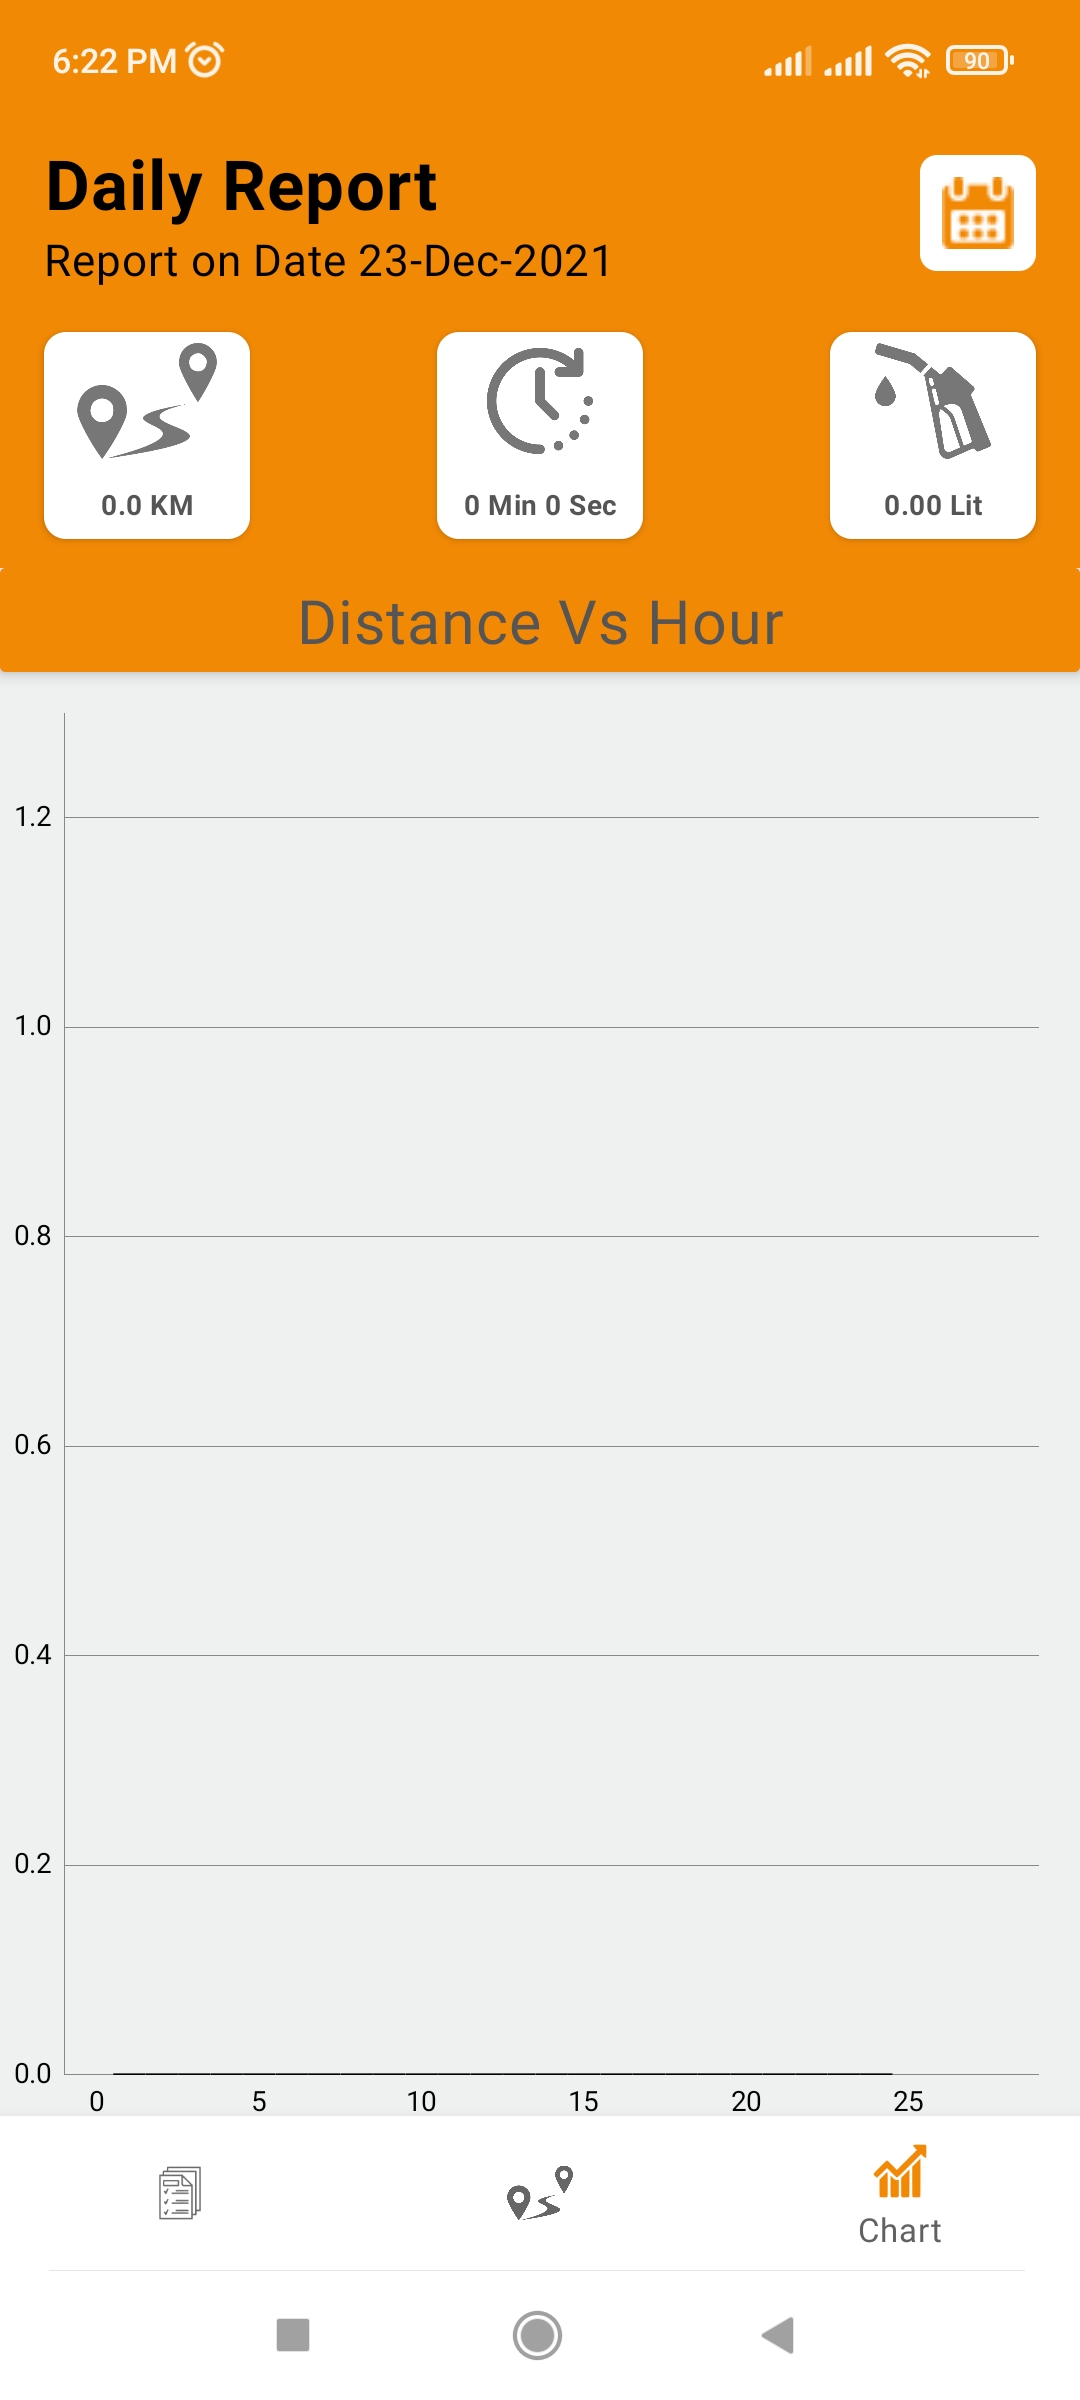 6:22 PM
90
Daily Report
Report on Date 23-Dec-2021
0.0 KM
0 Min 0 Sec
0.00 Lit
Distance Vs Hour
1.2
1.0
0.8
0.6
0.4
0.2
0.0
0 5 10 15 20 25
Chart